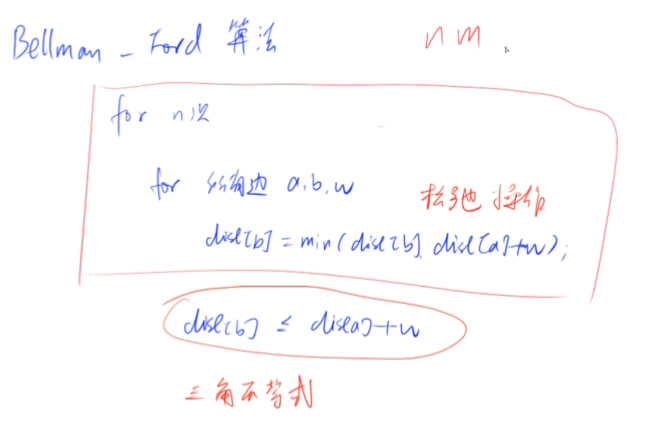 Bellman - Ford 算法 nm
for n次
for 所有边 a,b,w 松弛操作
dist[b] = min(dist[b], dist[a]+w);
dist[b] ≤ dist[a]+w
三角不等式